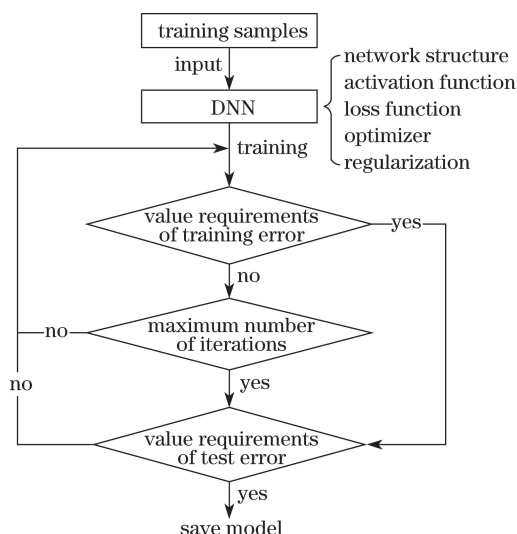 training samples
input
DNN
network structure
activation function
loss function
optimizer
regularization
training
value requirements
of training error
yes
no
maximum number
of iterations
no
yes
no
value requirements
of test error
yes
save model